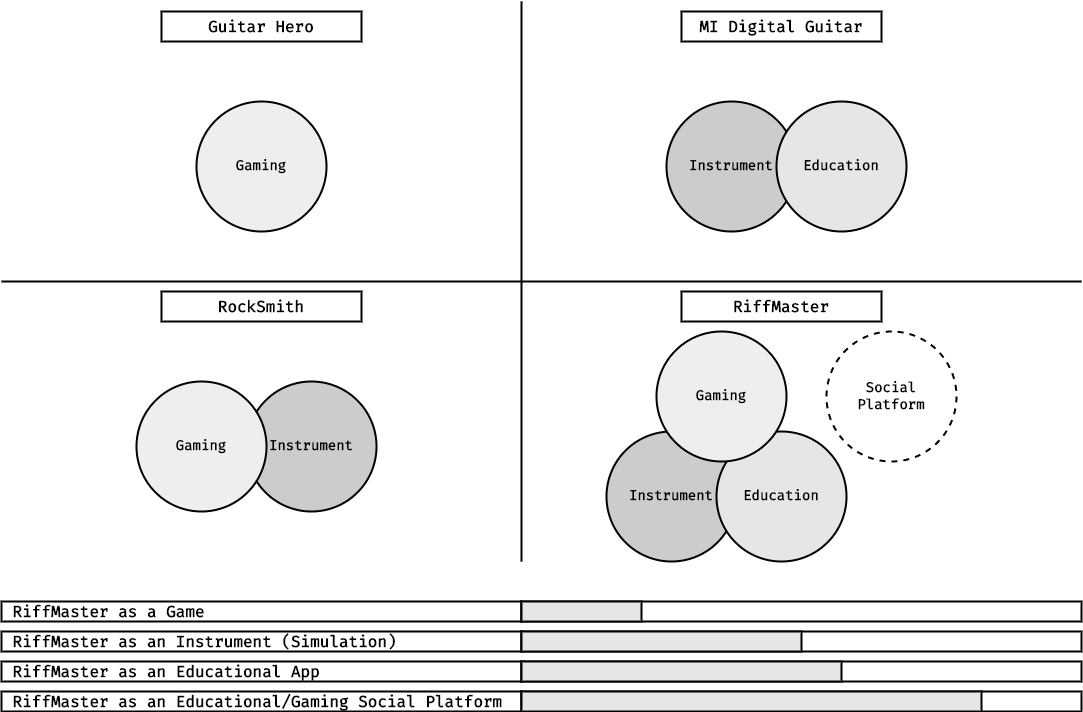 Guitar Hero
Gaming
MI Digital Guitar
Instrument
Education
RockSmith
Gaming
Instrument
RiffMaster
Gaming
Social
Platform
Instrument
Education
RiffMaster as a Game
RiffMaster as an Instrument (Simulation)
RiffMaster as an Educational App
RiffMaster as an Educational/Gaming Social Platform